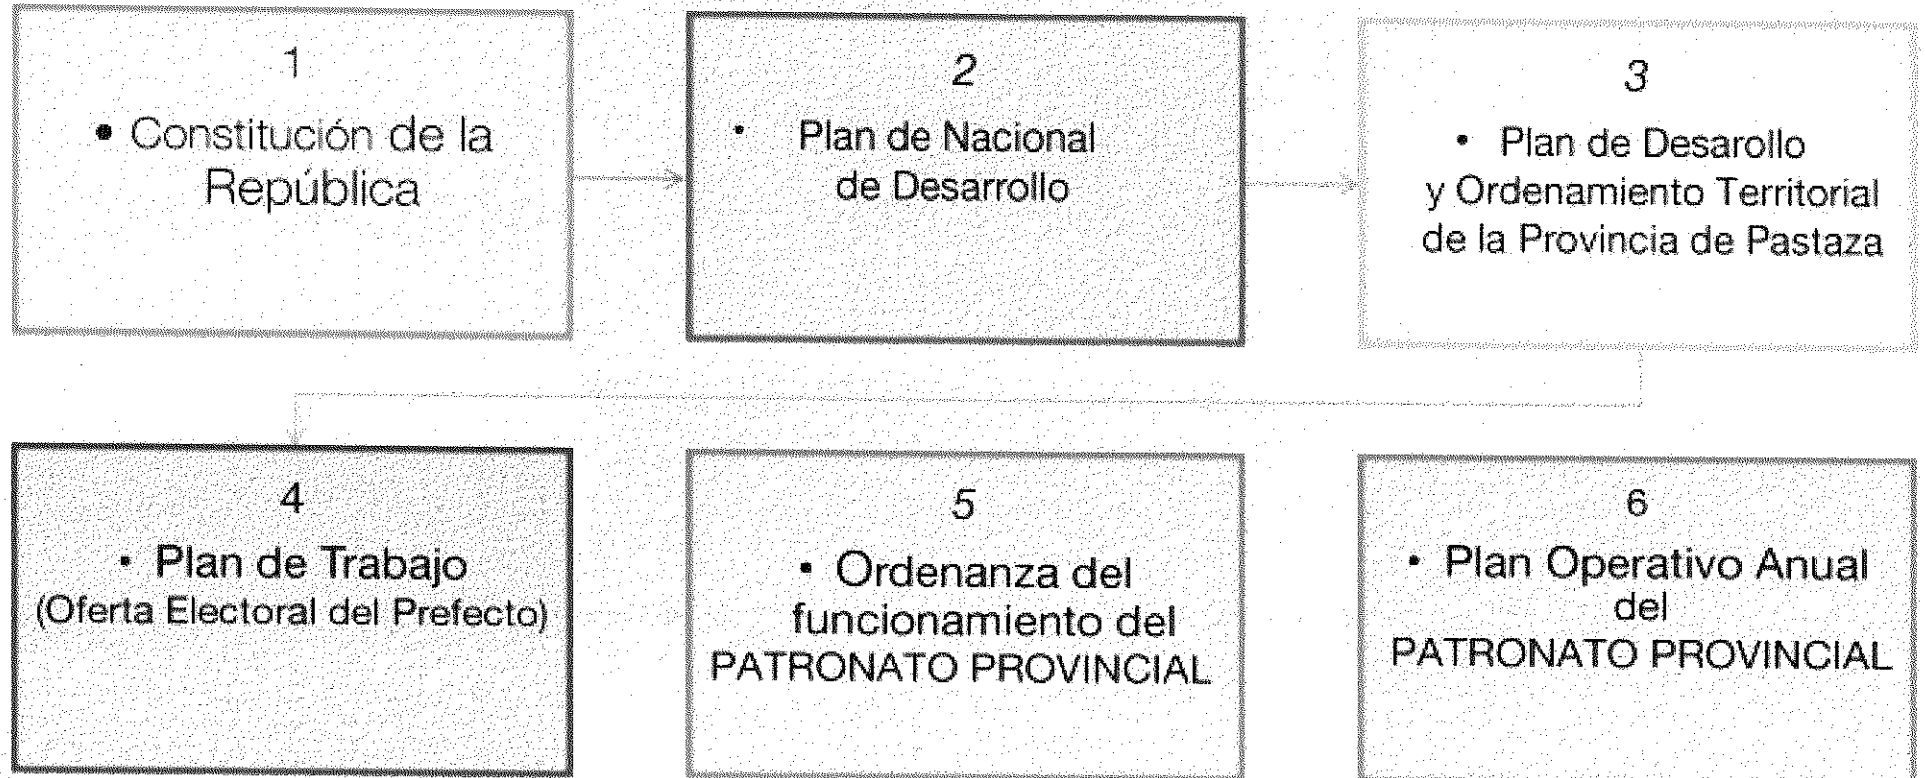 1
• Constitución de la
República
2
• Plan de Nacional
de Desarrollo
3
• Plan de Desarollo
y Ordenamiento Territorial
de la Provincia de Pastaza
4
• Plan de Trabajo
(Oferta Electoral del Prefecto)
5
• Ordenanza del
funcionamiento del
PATRONATO PROVINCIAL
6
• Plan Operativo Anual
del
PATRONATO PROVINCIAL